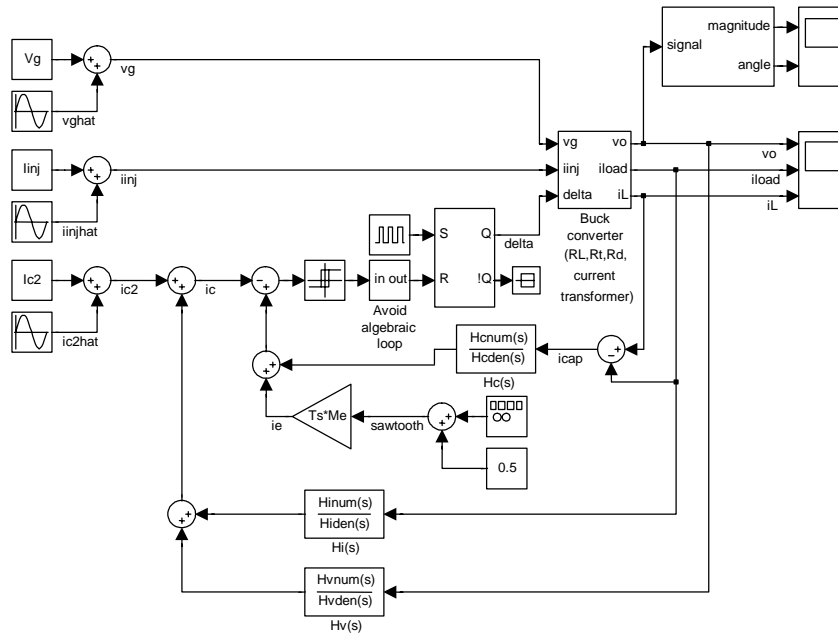 magnitude
signal
angle
Vg
vg
vghat
vg
vo
vo
Iinj
iinj
iinjhat
iinj
iload
iload
delta
iL
iL
Buck
converter
(RL,Rt,Rd,
current
transformer)
S
Q
delta
R
!Q
in out
Avoid
algebraic
loop
Ic2
ic2
ic2hat
ic
Hcnum(s)
Hcden(s)
Hc(s)
icap
Ts*Me
ie
sawtooth
0.5
Hinum(s)
Hiden(s)
Hi(s)
Hvnum(s)
Hvden(s)
Hv(s)